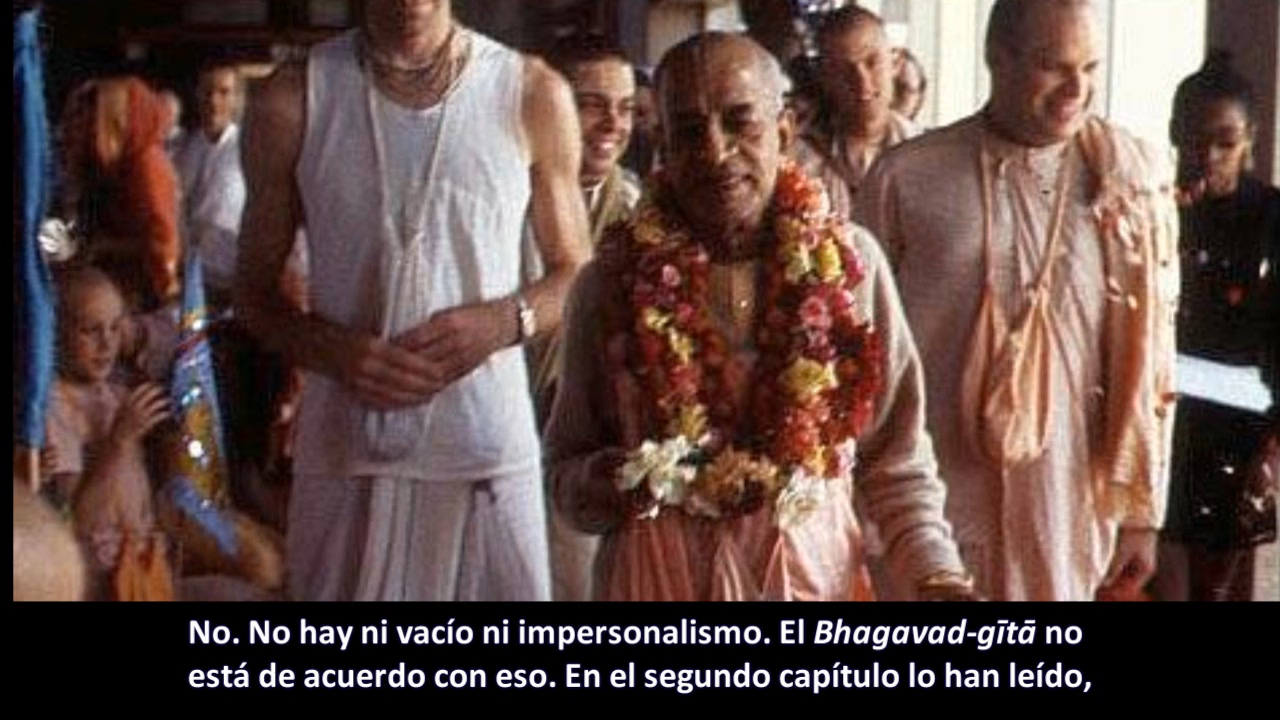 No. No hay ni vacío ni impersonalismo. El Bhagavad-gītā no
está de acuerdo con eso. En el segundo capítulo lo han leído,